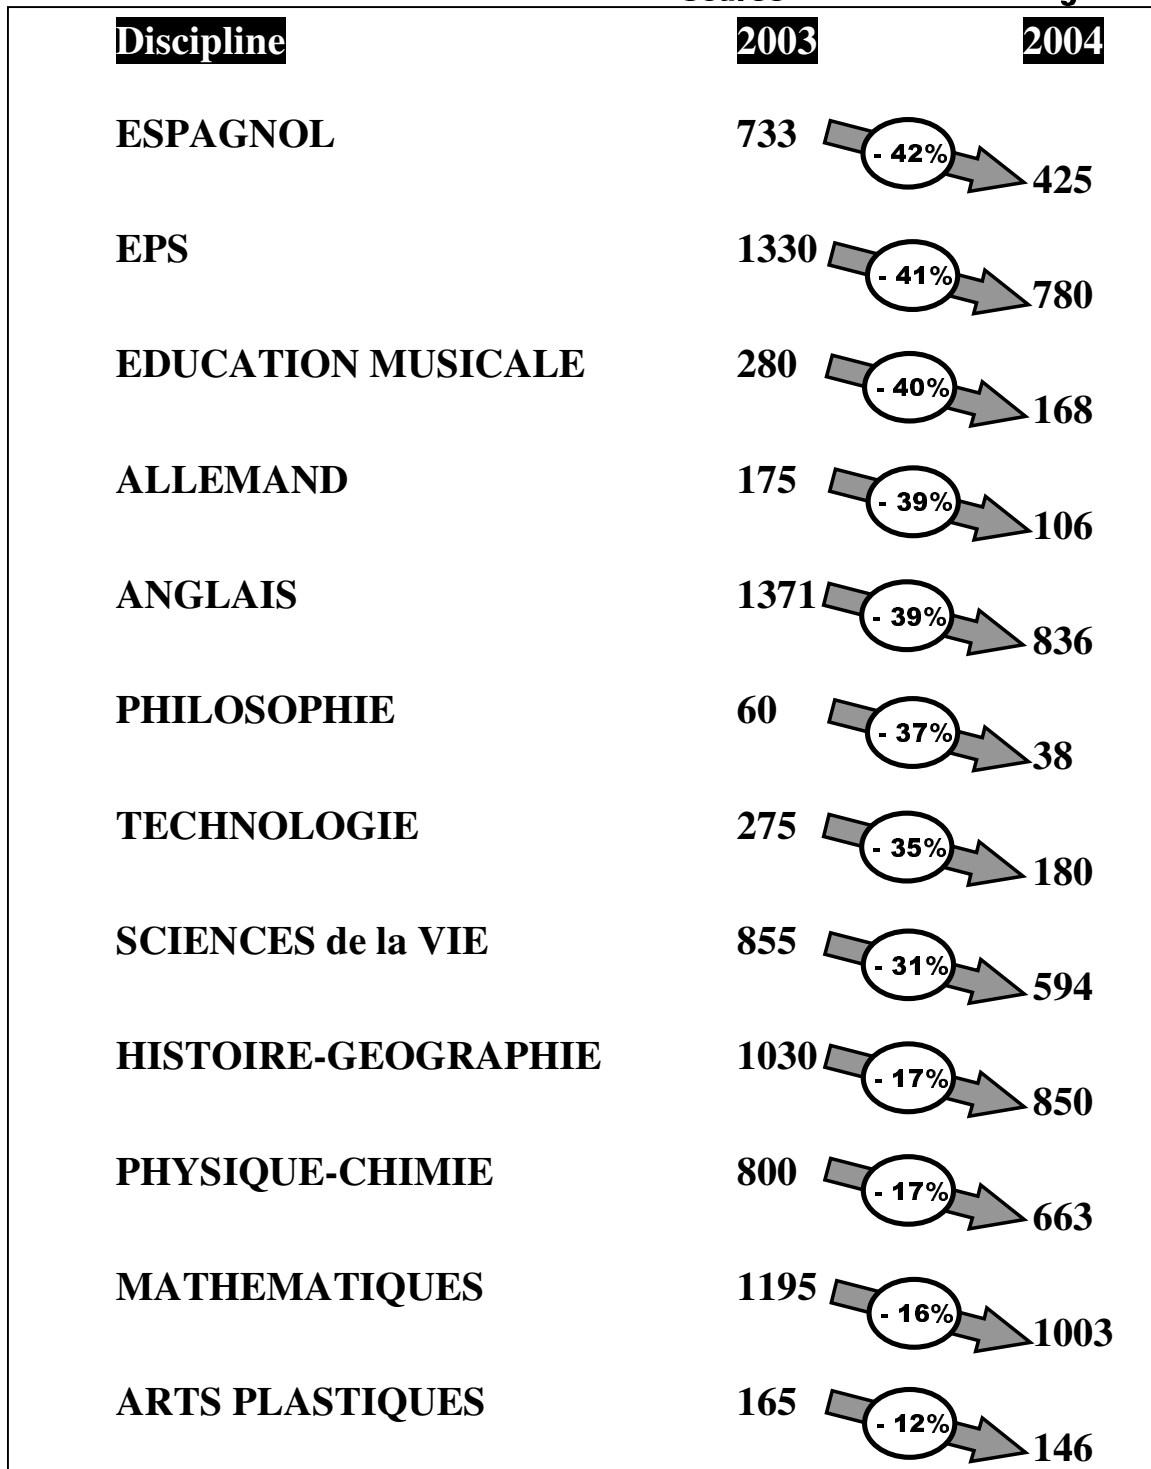 Discipline 2003 2004
ESPAGNOL 733 - 42% 425
EPS 1330 - 41% 780
EDUCATION MUSICALE 280 - 40% 168
ALLEMAND 175 - 39% 106
ANGLAIS 1371 - 39% 836
PHILOSOPHIE 60 - 37% 38
TECHNOLOGIE 275 - 35% 180
SCIENCES de la VIE 855 - 31% 594
HISTOIRE-GEOGRAPHIE 1030 - 17% 850
PHYSIQUE-CHIMIE 800 - 17% 663
MATHEMATIQUES 1195 - 16% 1003
ARTS PLASTIQUES 165 - 12% 146